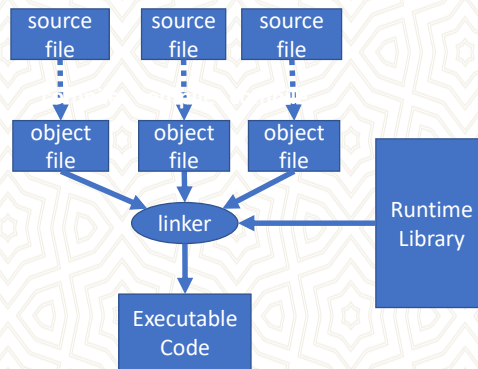 source
file
source
file
source
file
object
file
object
file
object
file
linker
Runtime
Library
Executable
Code